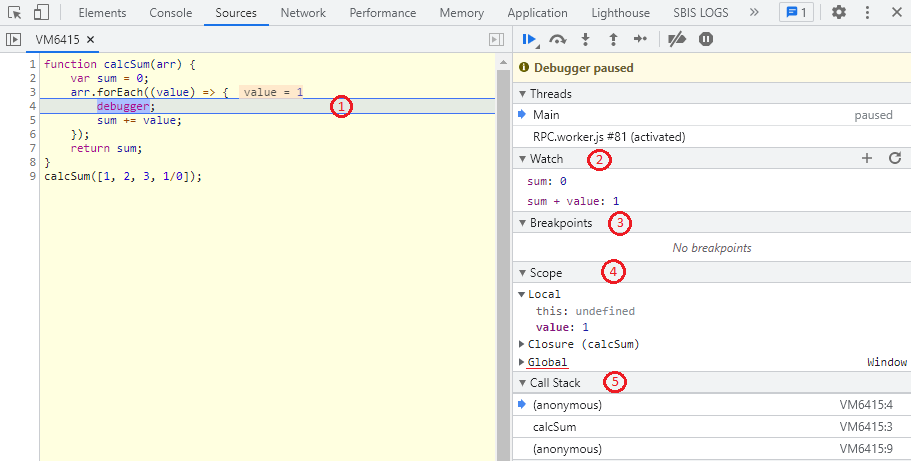 Elements Console Sources Network Performance Memory Application Lighthouse SBIS LOGS » 1
VM6415 ×
1 function calcSum(arr) {
2 var sum = 0;
3 arr.forEach((value) => { value = 1
4 debugger; 1
5 sum += value;
6 });
7 return sum;
8 }
9 calcSum([1, 2, 3, 1/0]);
Debugger paused
Threads
Main paused
RPC.worker.js #81 (activated)
Watch 2
sum: 0
sum + value: 1
Breakpoints 3
No breakpoints
Scope 4
Local
this: undefined
value: 1
Closure (calcSum)
Global Window
Call Stack 5
(anonymous) VM6415:4
calcSum VM6415:3
(anonymous) VM6415:9